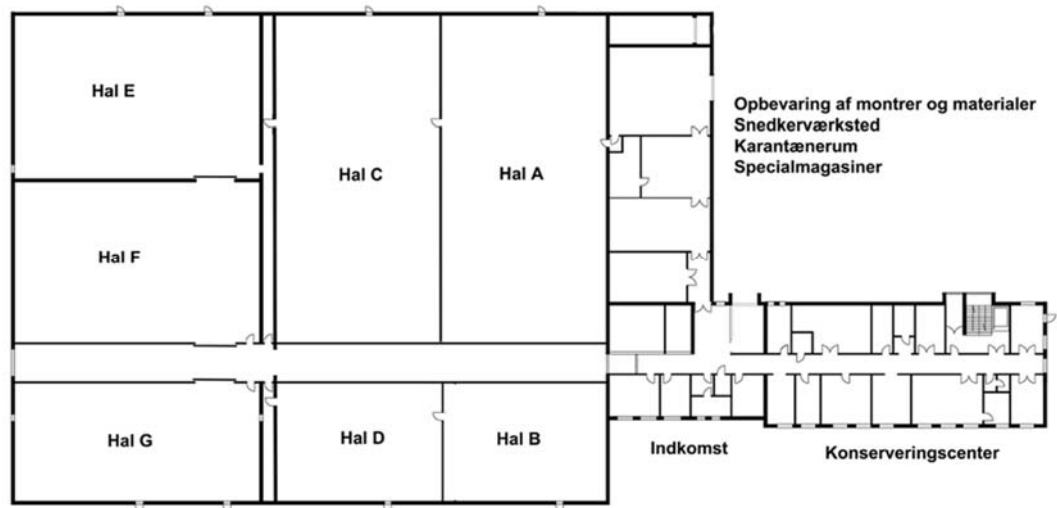 Hal E
Hal C
Hal A
Opbevaring af montrer og materialer
Snedkerværksted
Karantænerum
Specialmagasiner
Hal F
Hal G
Hal D
Hal B
Indkomst
Konserveringscenter